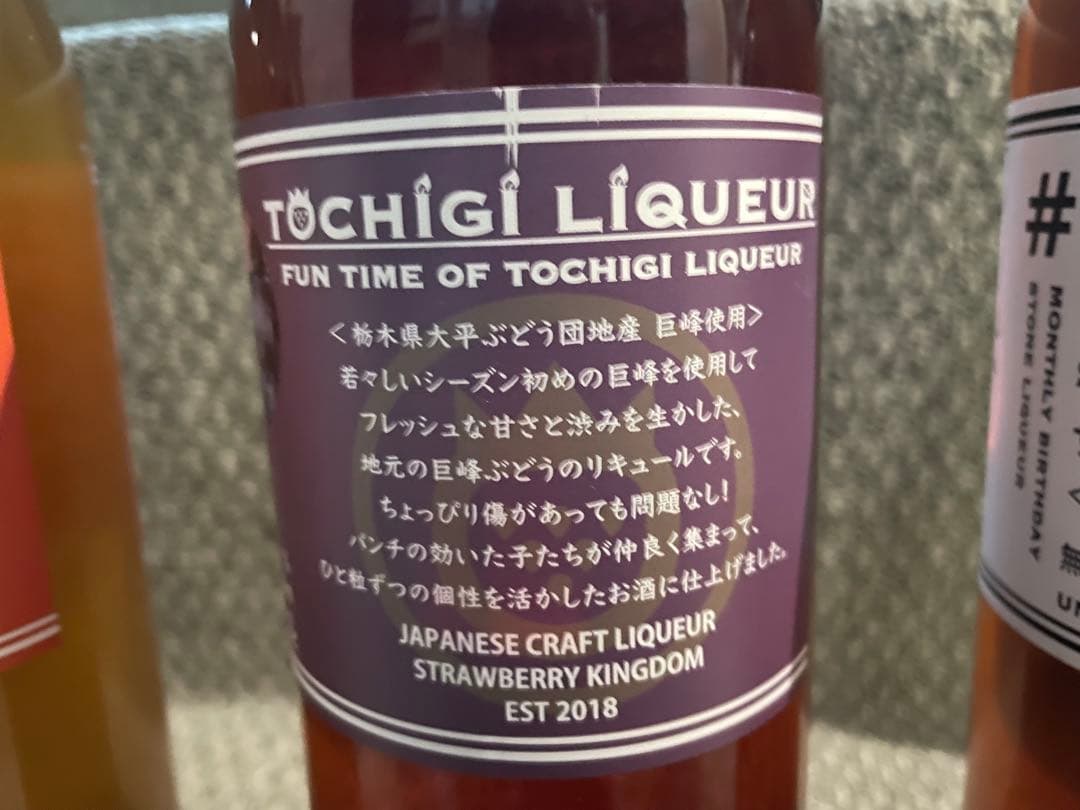 TOCHIGI LIQUEUR
FUN TIME OF TOCHIGI LIQUEUR
＜栃木県大平ぶどう団地産 巨峰使用＞
若々しいシーズン初めの巨峰を使用して
フレッシュな甘さと渋みを生かした、
地元の巨峰ぶどうのリキュールです。
ちょっぴり傷があっても問題なし!
パンチの効いた子たちが仲良く集まって、
ひと粒ずつの個性を活かしたお酒に仕上げました。
JAPANESE CRAFT LIQUEUR
STRAWBERRY KINGDOM
EST 2018
#
MONTHLY BIRTHDAY
STONE LIQUEUR
無